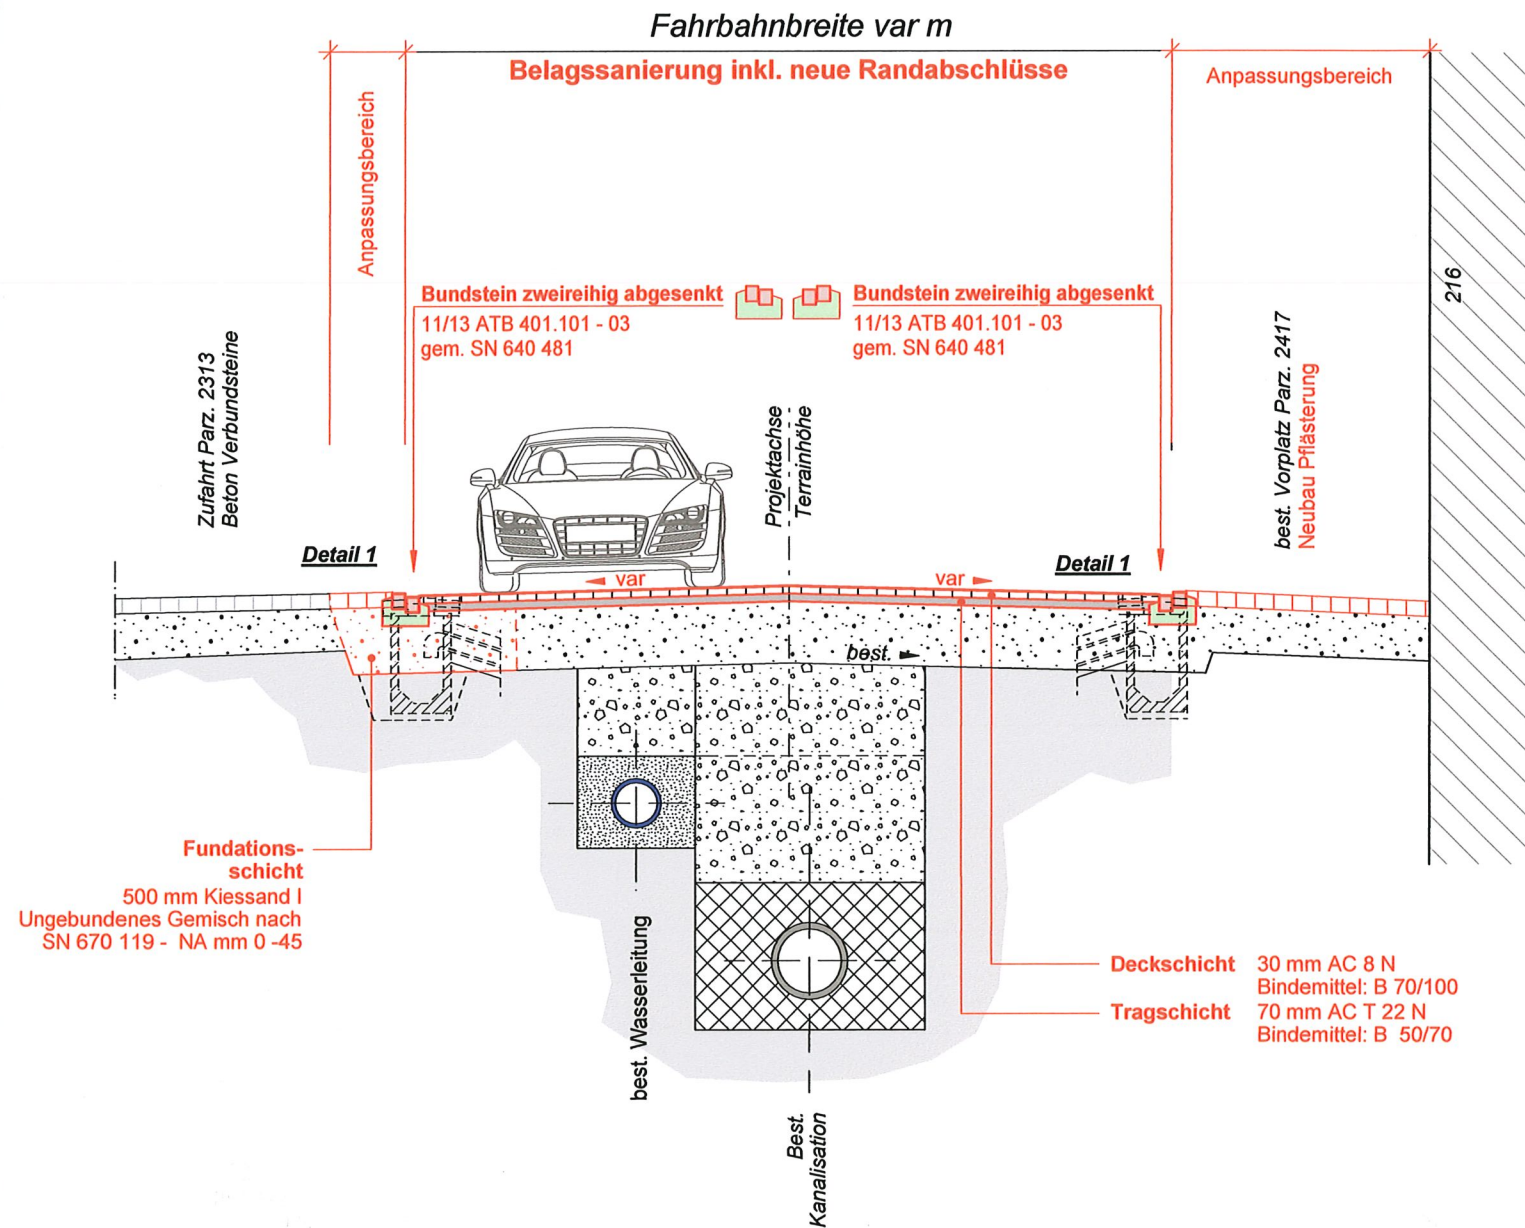 Fahrbahnbreite var m
Belagssanierung inkl. neue Randabschlüsse
Anpassungsbereich
Anpassungsbereich
Bundstein zweireihig abgesenkt
11/13 ATB 401.101 - 03
gem. SN 640 481
Bundstein zweireihig abgesenkt
11/13 ATB 401.101 - 03
gem. SN 640 481
216
Zufahrt Parz. 2313
Beton Verbundsteine
Projektachse
Terrainhöhe
best. Vorplatz Parz. 2417
Neubau Pflästerung
Detail 1
Detail 1
var
var
best.
Fundations-
schicht
500 mm Kiessand I
Ungebundenes Gemisch nach
SN 670 119 - NA mm 0 -45
best. Wasserleitung
Best.
Kanalisation
Deckschicht 30 mm AC 8 N
Bindemittel: B 70/100
Tragschicht 70 mm AC T 22 N
Bindemittel: B 50/70